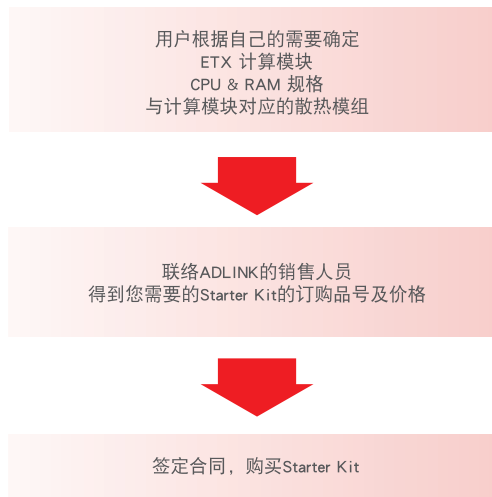 用户根据自己的需要确定
ETX 计算模块
CPU & RAM 规格
与计算模块对应的散热模组
联络ADLINK的销售人员
得到您需要的Starter Kit的订购品号及价格
签定合同，购买Starter Kit